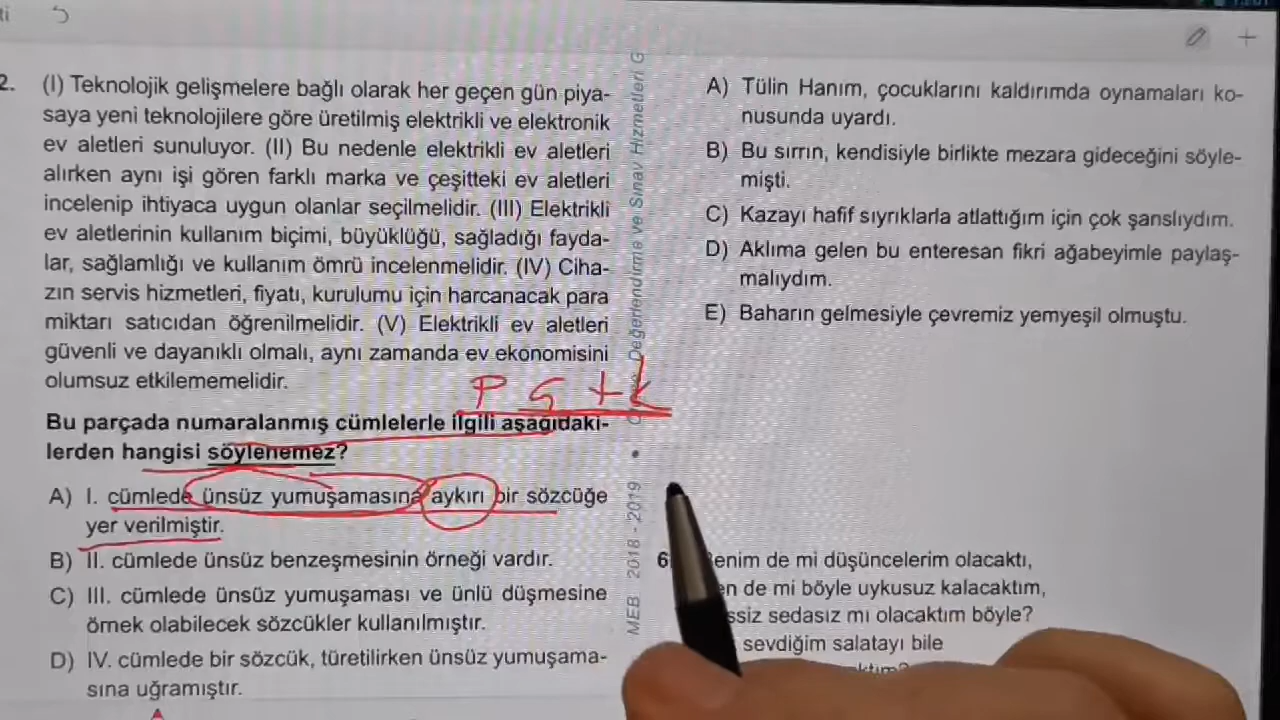 2. (I) Teknolojik gelişmelere bağlı olarak her geçen gün piya-
saya yeni teknolojilere göre üretilmiş elektrikli ve elektronik
ev aletleri sunuluyor. (II) Bu nedenle elektrikli ev aletleri
alırken aynı işi gören farklı marka ve çeşitteki ev aletleri
incelenip ihtiyaca uygun olanlar seçilmelidir. (III) Elektrikli
ev aletlerinin kullanım biçimi, büyüklüğü, sağladığı fayda-
lar, sağlamlığı ve kullanım ömrü incelenmelidir. (IV) Ciha-
zın servis hizmetleri, fiyatı, kurulumu için harcanacak para
miktarı satıcıdan öğrenilmelidir. (V) Elektrikli ev aletleri
güvenli ve dayanıklı olmalı, aynı zamanda ev ekonomisini
olumsuz etkilememelidir.
p ç t k
Bu parçada numaralanmış cümlelerle ilgili aşağıdaki-
lerden hangisi söylenemez?
A) I. cümlede ünsüz yumuşamasına aykırı bir sözcüğe
yer verilmiştir.
B) II. cümlede ünsüz benzeşmesinin örneği vardır.
C) III. cümlede ünsüz yumuşaması ve ünlü düşmesine
örnek olabilecek sözcükler kullanılmıştır.
D) IV. cümlede bir sözcük, türetilirken ünsüz yumuşama-
sına uğramıştır.
MEB 2018 - 2019 • Değerlendirme ve Sınav Hizmetleri G
A) Tülin Hanım, çocuklarını kaldırımda oynamaları ko-
nusunda uyardı.
B) Bu sırrın, kendisiyle birlikte mezara gideceğini söyle-
mişti.
C) Kazayı hafif sıyrıklarla atlattığım için çok şanslıydım.
D) Aklıma gelen bu enteresan fikri ağabeyimle paylaş-
malıydım.
E) Baharın gelmesiyle çevremiz yemyeşil olmuştu.
6 enim de mi düşüncelerim olacaktı,
en de mi böyle uykusuz kalacaktım,
ssiz sedasız mı olacaktım böyle?
sevdiğim salatayı bile